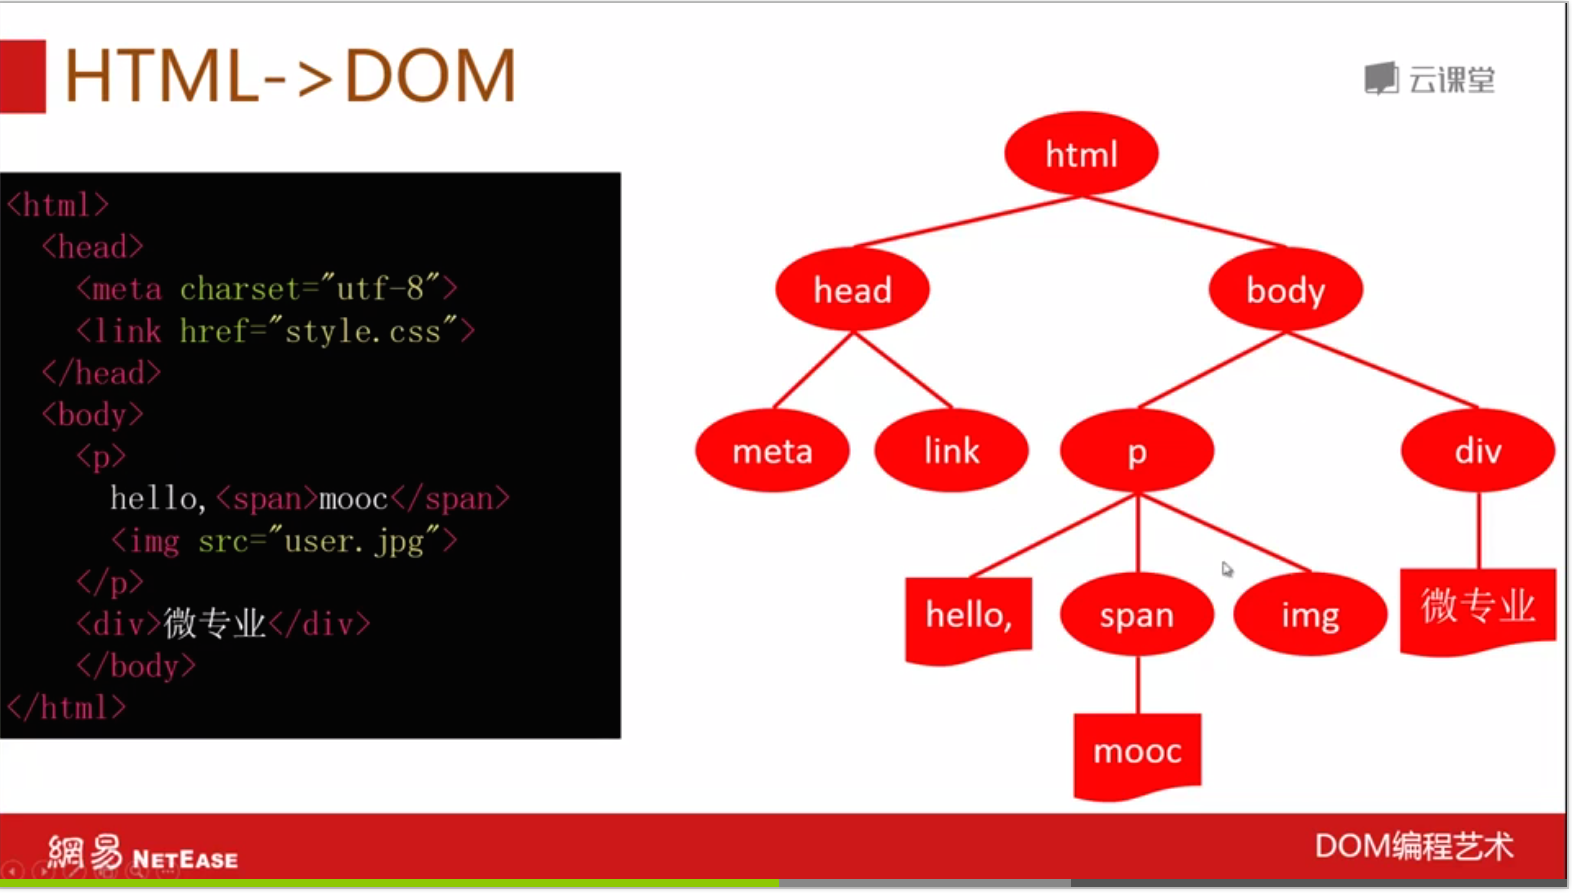 HTML->DOM
云课堂
<html>
<head>
<meta charset="utf-8">
<link href="style.css">
</head>
<body>
<p>
hello,<span>mooc</span>
<img src="user.jpg">
</p>
<div>微专业</div>
</body>
</html>
html
head
body
meta
link
p
div
hello,
span
img
微专业
mooc
網易 NETEASE
DOM编程艺术